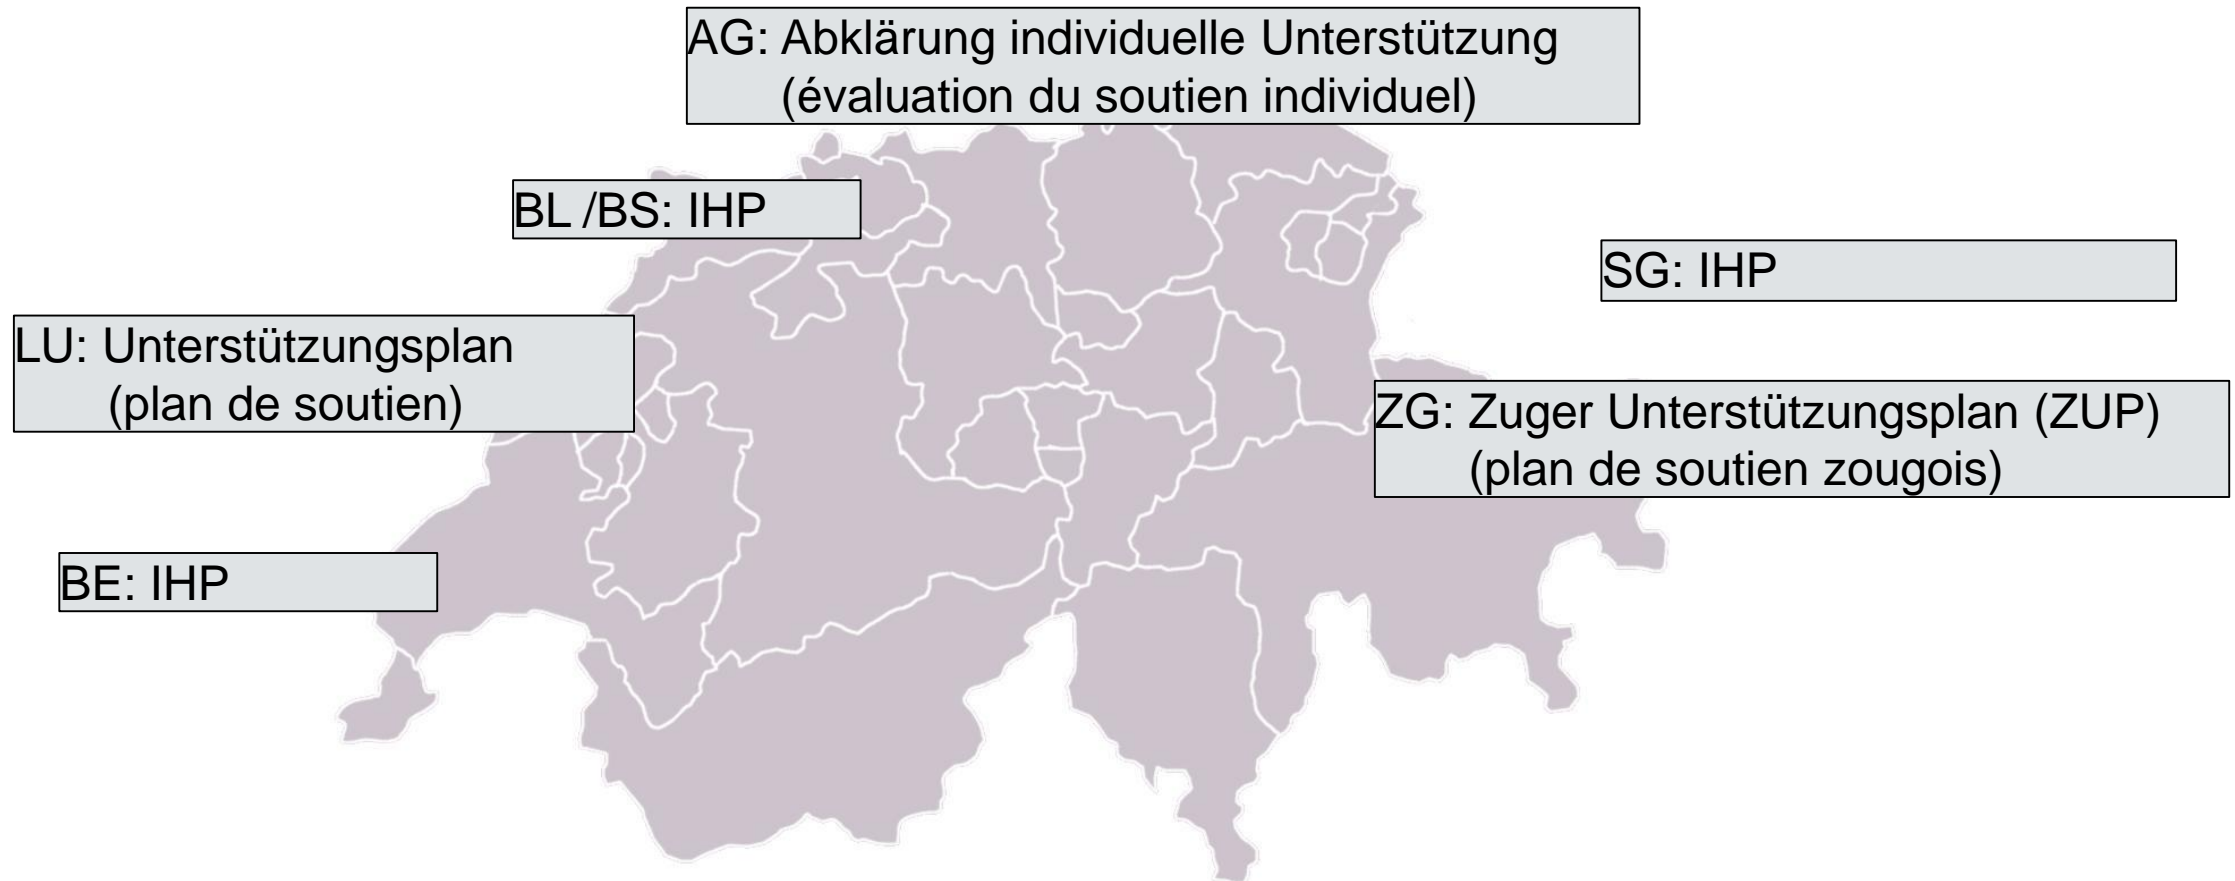 AG: Abklärung individuelle Unterstützung
(évaluation du soutien individuel)
BL /BS: IHP
SG: IHP
LU: Unterstützungsplan
(plan de soutien)
ZG: Zuger Unterstützungsplan (ZUP)
(plan de soutien zougois)
BE: IHP